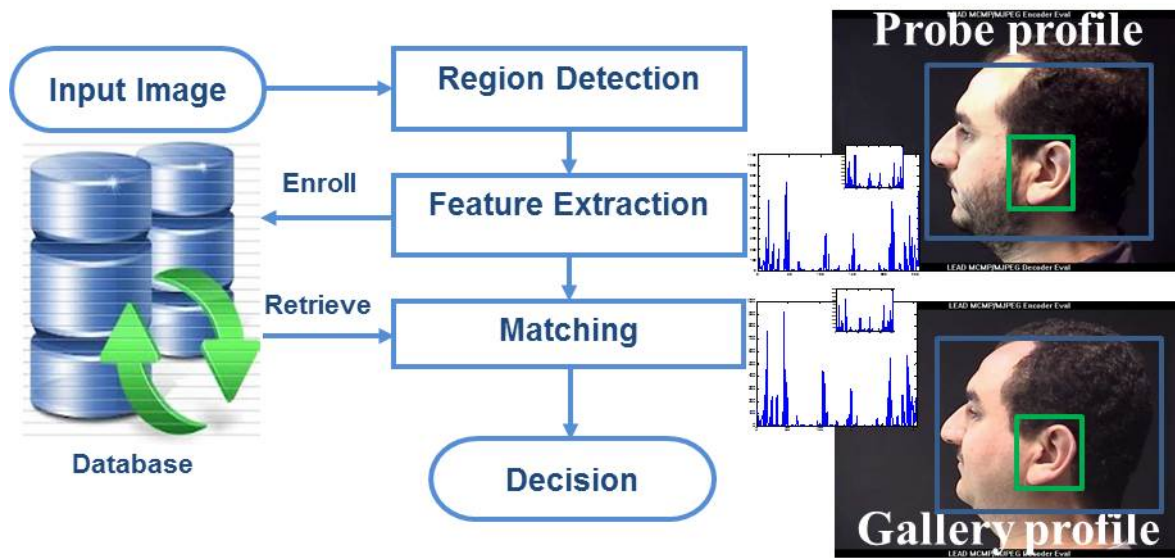 LEAD MCMP/MJPEG Encoder Eval
Probe profile
Input Image
Region Detection
Enroll
Feature Extraction
LEAD MCMP/MJPEG Decoder Eval
Retrieve
Matching
Database
Decision
Gallery profile
LEAD MCMP/MJPEG Decoder Eval